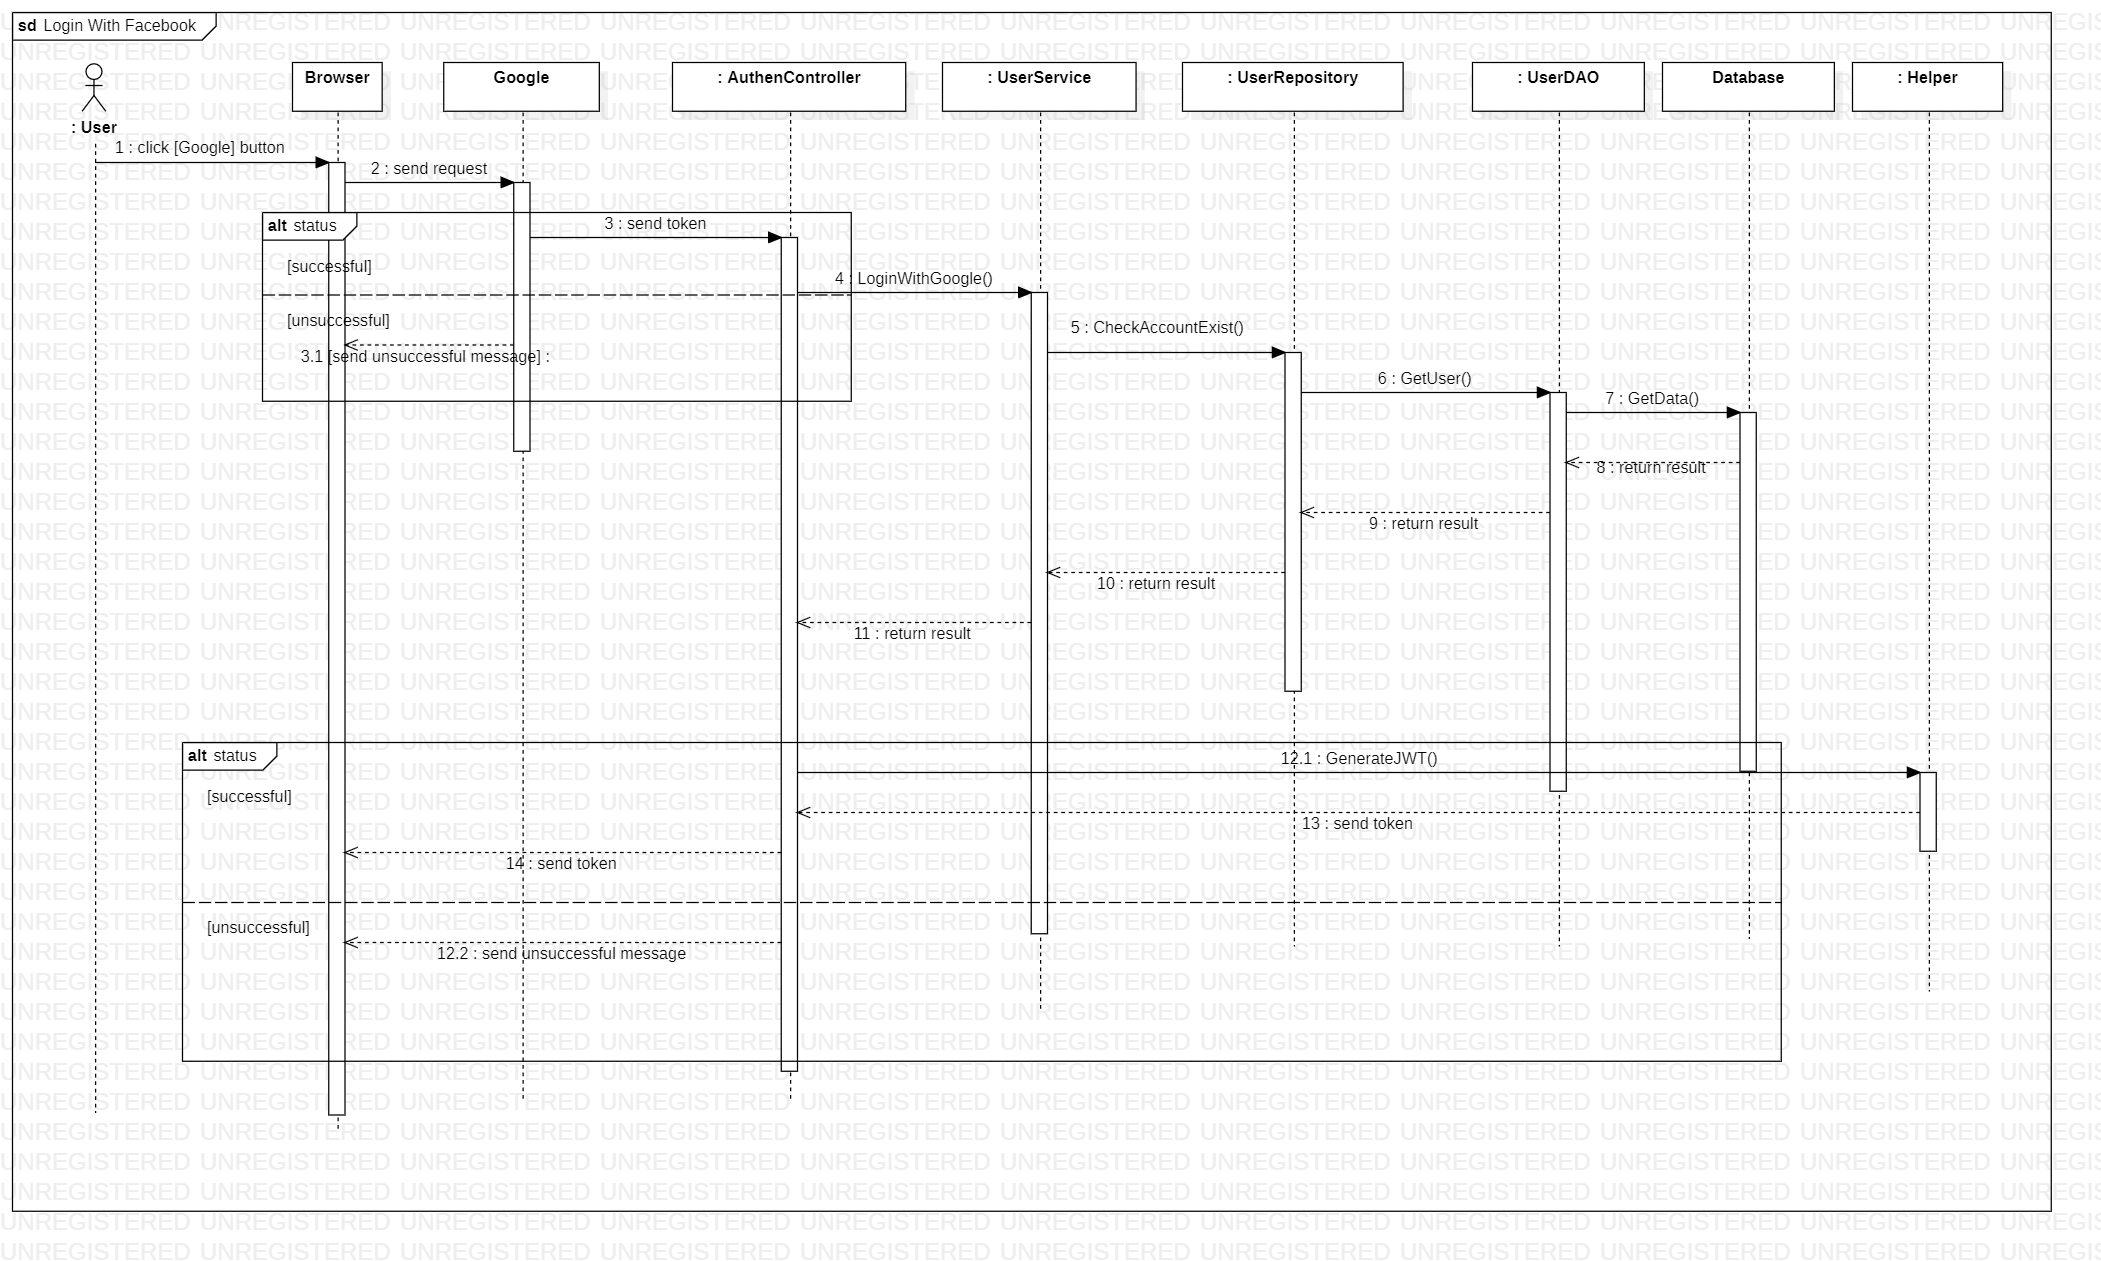 sd Login With Facebook
: User
Browser
Google
: AuthenController
: UserService
: UserRepository
: UserDAO
Database
: Helper
1 : click [Google] button
2 : send request
alt status
3 : send token
[successful]
4 : LoginWithGoogle()
[unsuccessful]
5 : CheckAccountExist()
3.1 [send unsuccessful message] :
6 : GetUser()
7 : GetData()
8 : return result
9 : return result
10 : return result
11 : return result
alt status
12.1 : GenerateJWT()
[successful]
13 : send token
14 : send token
[unsuccessful]
12.2 : send unsuccessful message
UNREGISTERED